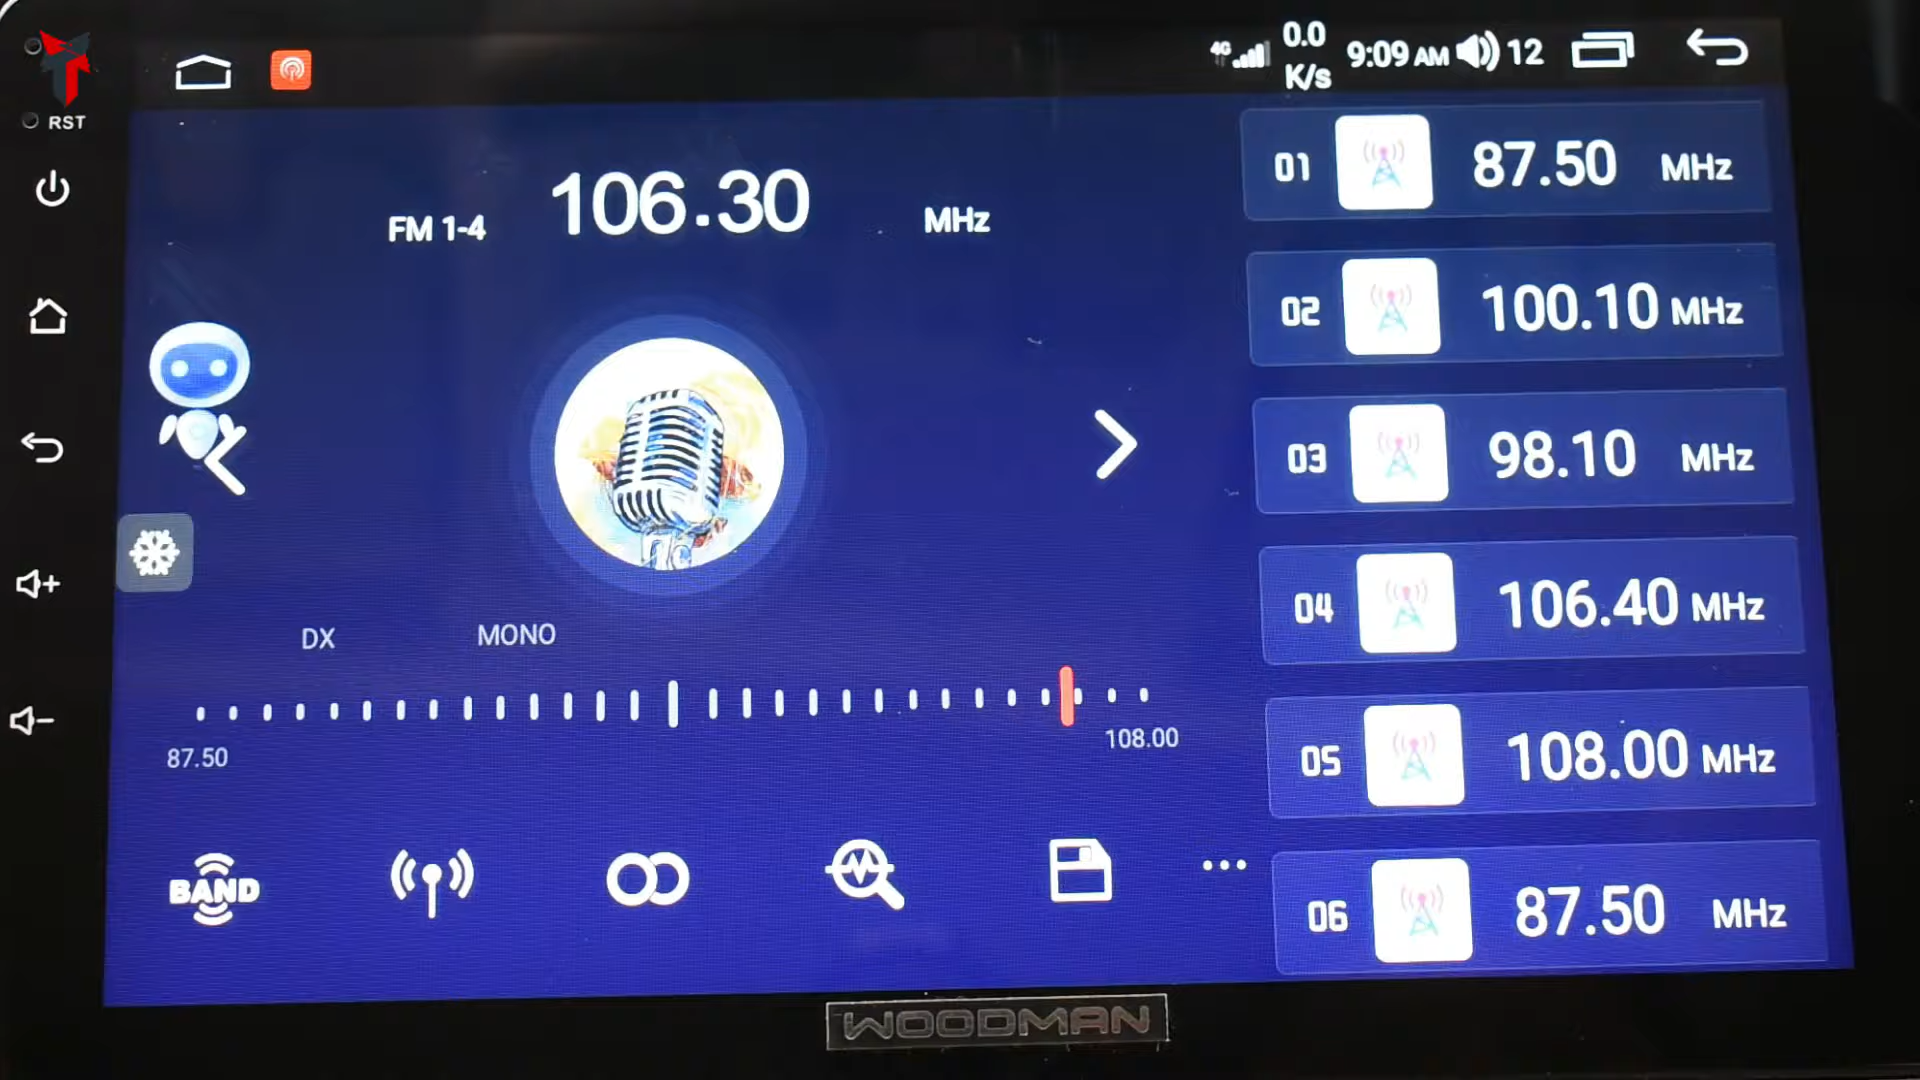 4G
0.0
K/s
9:09 AM
12
RST
FM 1-4
106.30
MHz
DX
MONO
87.50
108.00
BAND
01
87.50
MHz
02
100.10
MHz
03
98.10
MHz
04
106.40
MHz
05
108.00
MHz
06
87.50
MHz
WOODMAN